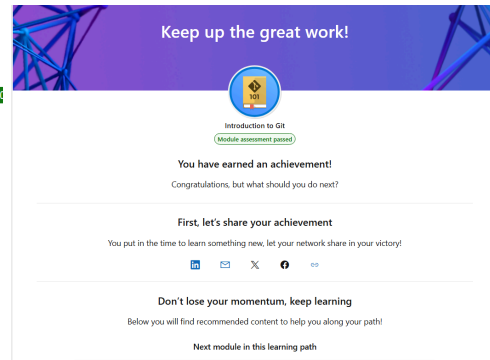 Keep up the great work!
101
Introduction to Git
Module assessment passed
You have earned an achievement!
Congratulations, but what should you do next?
First, let's share your achievement
You put in the time to learn something new, let your network share in your victory!
in
Don't lose your momentum, keep learning
Below you will find recommended content to help you along your path!
Next module in this learning path